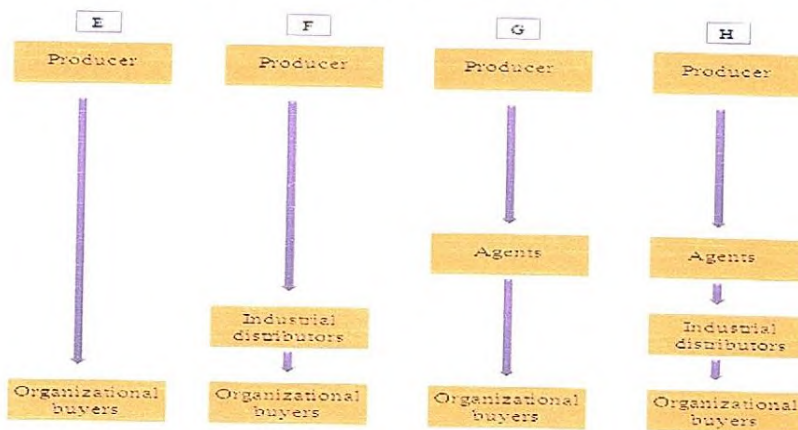 E
Producer
Organizational
buyers
F
Producer
Industrial
distributors
Organizational
buyers
G
Producer
Agents
Organizational
buyers
H
Producer
Agents
Industrial
distributors
Organizational
buyers